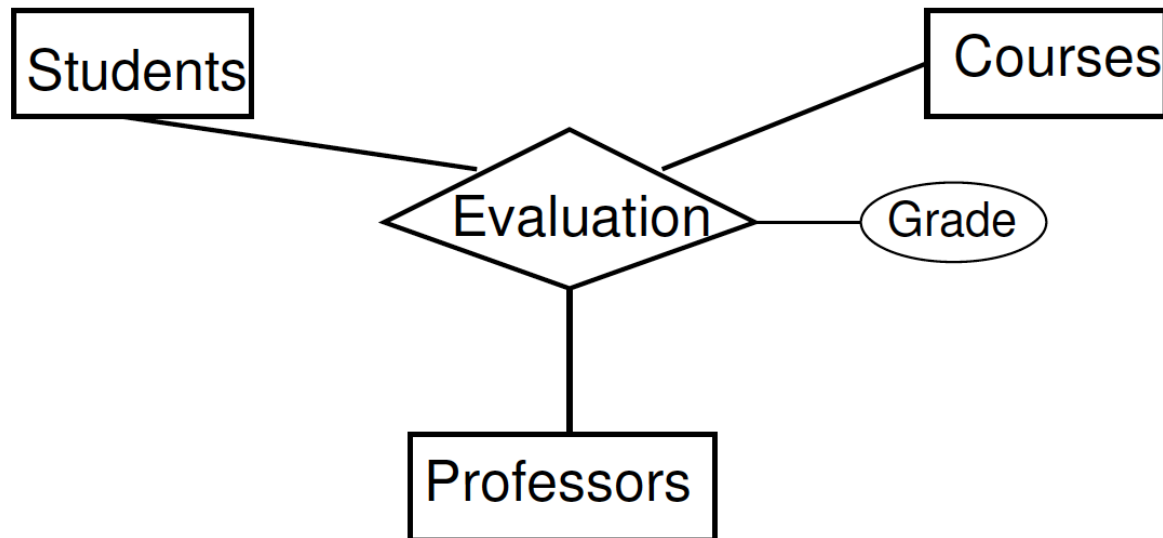 Students
Courses
Evaluation
Grade
Professors